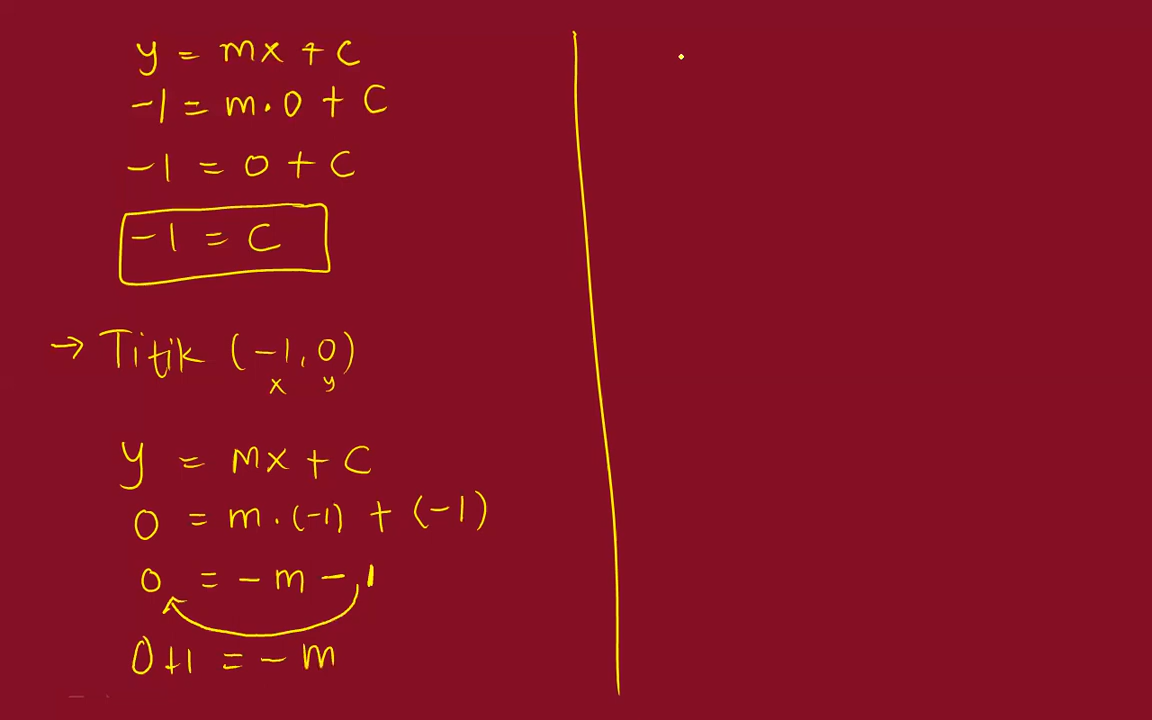 y = mx + c
-1 = m·0 + c
-1 = 0 + c
-1 = c
→ Titik (-1, 0)
x y
y = mx + c
0 = m·(-1) + (-1)
0 = -m - 1
0+1 = -m